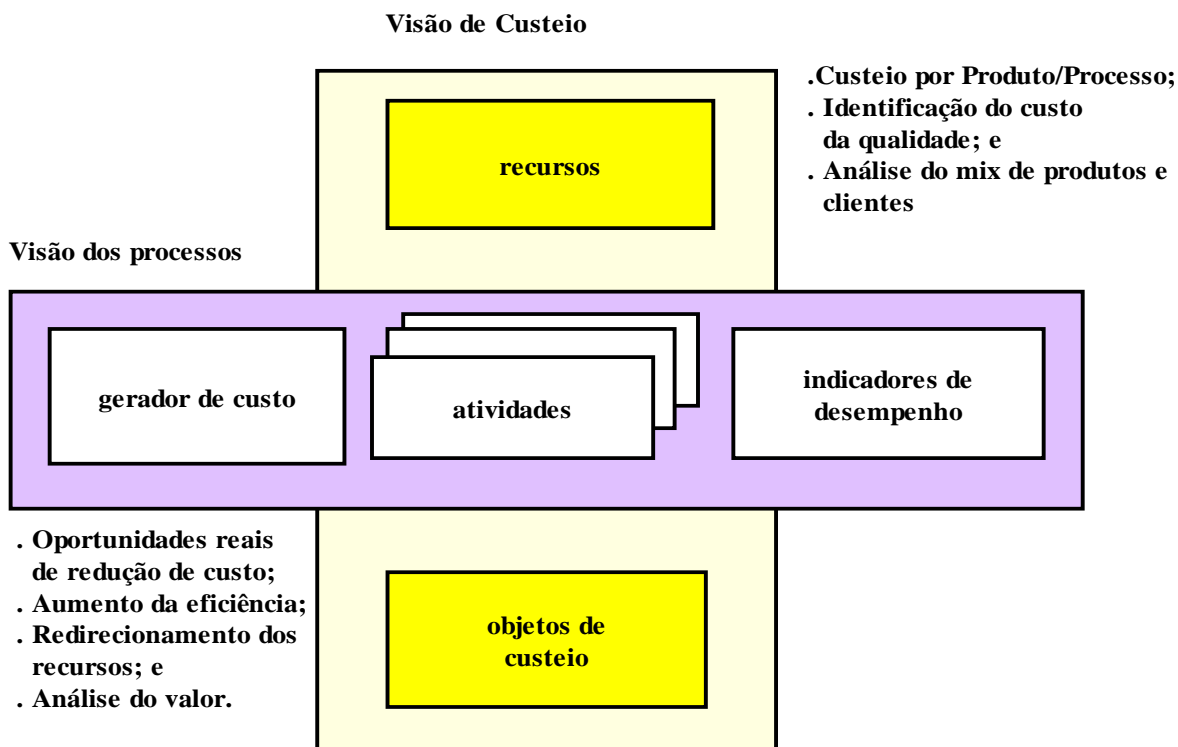 Visão de Custeio
.Custeio por Produto/Processo;
. Identificação do custo
da qualidade; e
. Análise do mix de produtos e
clientes
recursos
Visão dos processos
gerador de custo
atividades
indicadores de
desempenho
. Oportunidades reais
de redução de custo;
. Aumento da eficiência;
. Redirecionamento dos
recursos; e
. Análise do valor.
objetos de
custeio